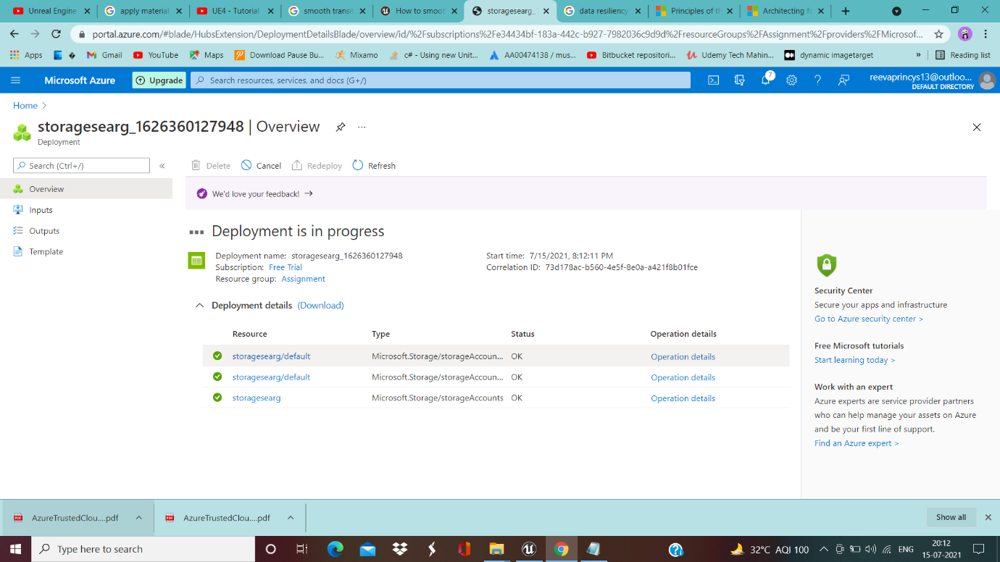 Unreal Engine
apply material
UE4 - Tutorial
smooth transit
How to smoot
storagesearg_
data resiliency
Principles of th
Architecting fo
portal.azure.com/#blade/HubsExtension/DeploymentDetailsBlade/overview/id/%2Fsubscriptions%2Fe34434bf-183a-442c-b927-7982036c9d9d%2FresourceGroups%2FAssignment%2Fproviders%2FMicrosof...
Apps
Gmail
YouTube
Maps
Download Pause Bu...
Mixamo
c# - Using new Unit...
AA00474138 / mus...
Bitbucket repositori...
Udemy Tech Mahin...
dynamic imagetarget
»
Reading list
Microsoft Azure
Upgrade
Search resources, services, and docs (G+/)
7
reevaprincys13@outloo...
DEFAULT DIRECTORY
Home
storagesearg_1626360127948 | Overview
...
Deployment
Search (Ctrl+/)
«
Delete
Cancel
Redeploy
Refresh
Overview
Inputs
Outputs
Template
We'd love your feedback! →
Deployment is in progress
Deployment name: storagesearg_1626360127948
Subscription: Free Trial
Resource group: Assignment
Start time: 7/15/2021, 8:12:11 PM
Correlation ID: 73d178ac-b560-4e5f-8e0a-a421f8b01fce
Deployment details (Download)
Resource Type Status Operation details
storagesearg/default Microsoft.Storage/storageAccoun... OK Operation details
storagesearg/default Microsoft.Storage/storageAccoun... OK Operation details
storagesearg Microsoft.Storage/storageAccounts OK Operation details
Security Center
Secure your apps and infrastructure
Go to Azure security center >
Free Microsoft tutorials
Start learning today >
Work with an expert
Azure experts are service provider partners
who can help manage your assets on Azure
and be your first line of support.
Find an Azure expert >
AzureTrustedClou....pdf
AzureTrustedClou....pdf
Show all
Type here to search
32°C AQI 100
ENG
20:12
15-07-2021